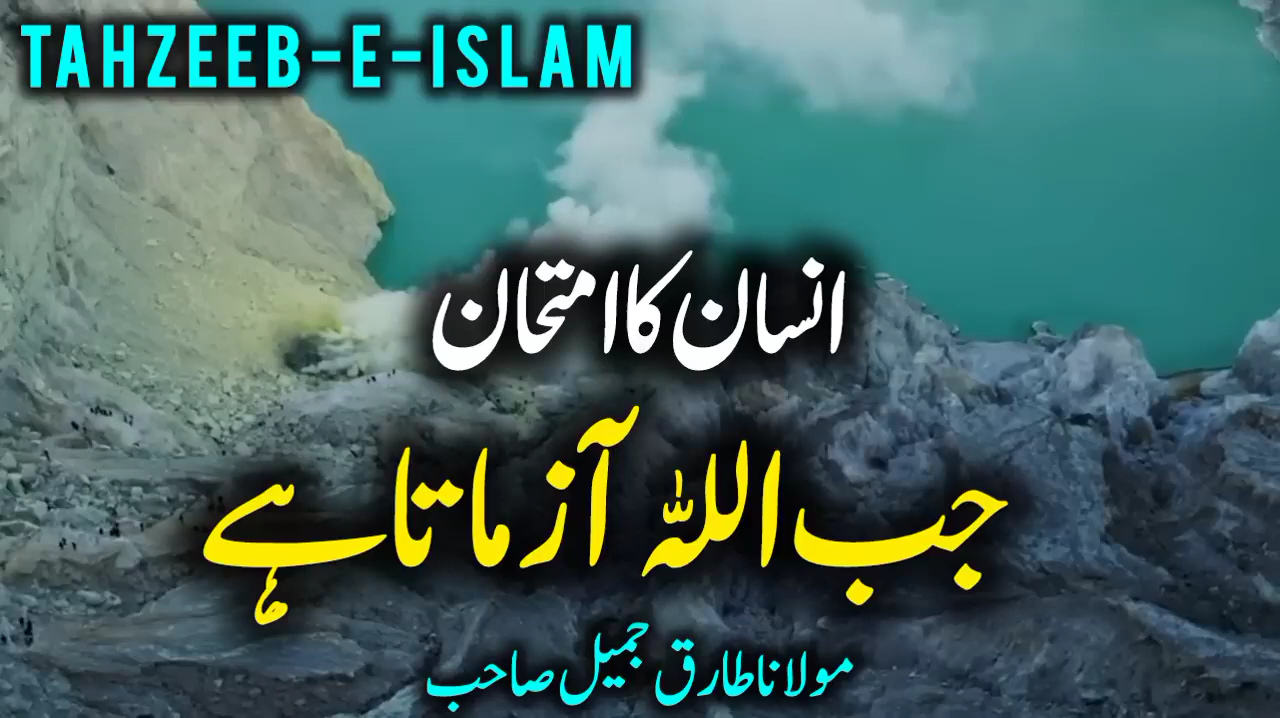 TAHZEEB-E-ISLAM
انسان کا امتحان
جب اللہ آزماتا ہے
مولانا طارق جمیل صاحب